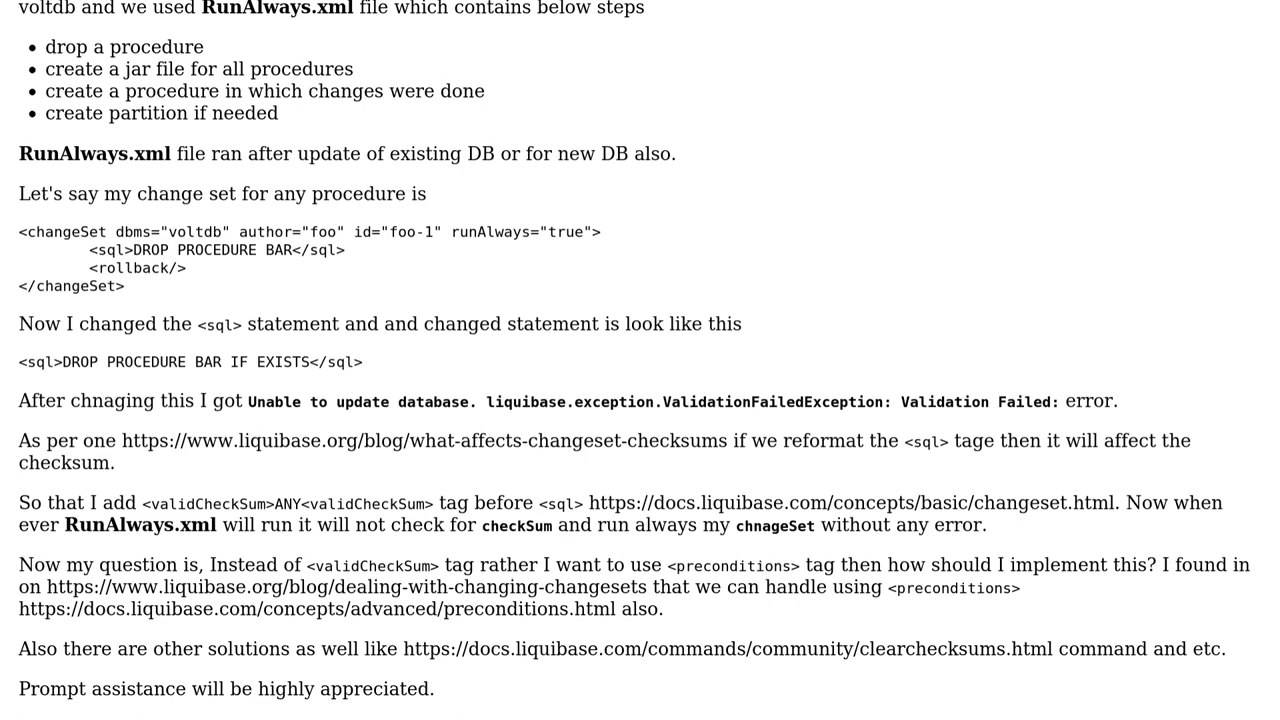 voltdb and we used RunAlways.xml file which contains below steps
• drop a procedure
• create a jar file for all procedures
• create a procedure in which changes were done
• create partition if needed
RunAlways.xml file ran after update of existing DB or for new DB also.
Let's say my change set for any procedure is
<changeSet dbms="voltdb" author="foo" id="foo-1" runAlways="true">
        <sql>DROP PROCEDURE BAR</sql>
        <rollback/>
</changeSet>
Now I changed the <sql> statement and and changed statement is look like this
<sql>DROP PROCEDURE BAR IF EXISTS</sql>
After chnaging this I got Unable to update database. liquibase.exception.ValidationFailedException: Validation Failed: error.
As per one https://www.liquibase.org/blog/what-affects-changeset-checksums if we reformat the <sql> tage then it will affect the
checksum.
So that I add <validCheckSum>ANY<validCheckSum> tag before <sql> https://docs.liquibase.com/concepts/basic/changeset.html. Now when
ever RunAlways.xml will run it will not check for checkSum and run always my chnageSet without any error.
Now my question is, Instead of <validCheckSum> tag rather I want to use <preconditions> tag then how should I implement this? I found in
on https://www.liquibase.org/blog/dealing-with-changing-changesets that we can handle using <preconditions>
https://docs.liquibase.com/concepts/advanced/preconditions.html also.
Also there are other solutions as well like https://docs.liquibase.com/commands/community/clearchecksums.html command and etc.
Prompt assistance will be highly appreciated.